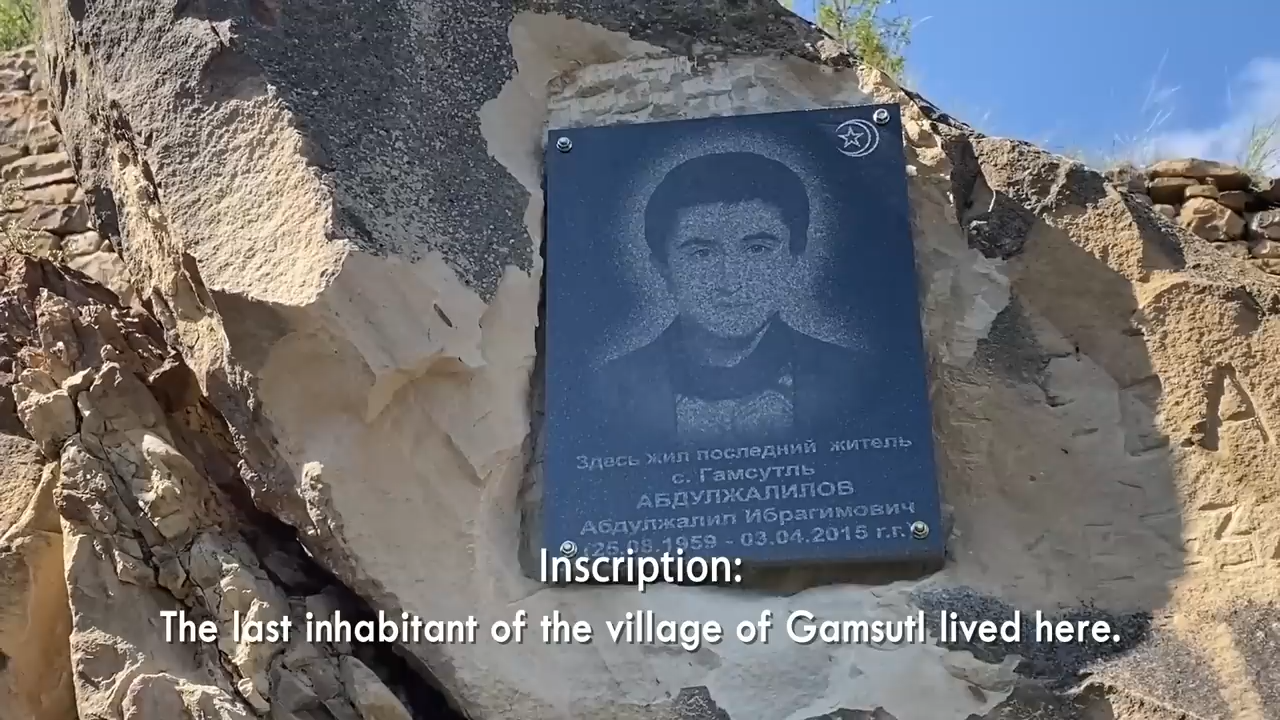 Здесь жил последний житель
с. Гамсутль
АБДУЛЖАЛИЛОВ
Абдулжалил Ибрагимович
(25.08.1959 - 03.04.2015 г.г.)
Inscription:
The last inhabitant of the village of Gamsutl lived here.